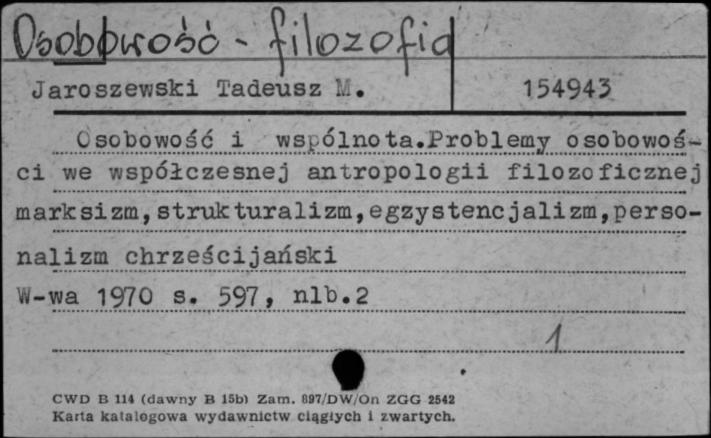 Osobowość - filozofia
Jaroszewski Tadeusz M. 154943
Osobowość i wspólnota.Problemy osobowoś-
ci we współczesnej antropologii filozoficznej
marksizm,strukturalizm,egzystencjalizm,perso-
nalizm chrześcijański
W-wa 1970 s. 597, nlb.2
1
CWD B 114 (dawny B 15b) Zam. 897/DW/On ZGG 2542
Karta katalogowa wydawnictw ciągłych i zwartych.